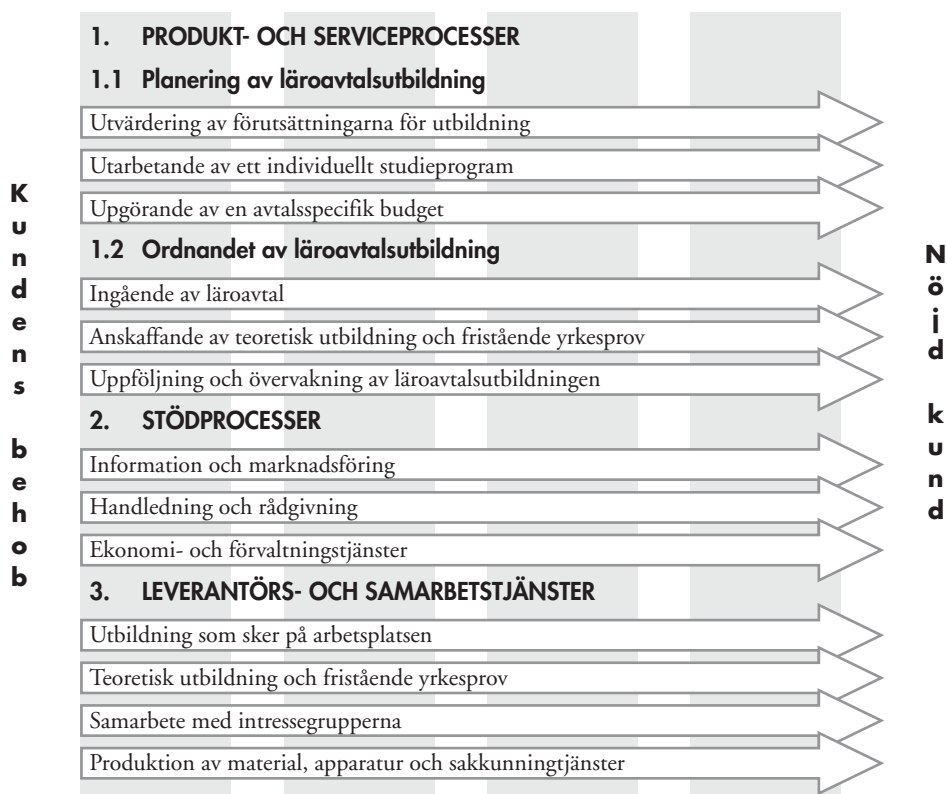 Kundens behob
1. PRODUKT- OCH SERVICEPROCESSER
1.1 Planering av läroavtalsutbildning
Utvärdering av förutsättningarna för utbildning
Utarbetande av ett individuellt studieprogram
Upgörande av en avtalsspecifik budget
1.2 Ordnandet av läroavtalsutbildning
Ingående av läroavtal
Anskaffande av teoretisk utbildning och fristående yrkesprov
Uppföljning och övervakning av läroavtalsutbildningen
2. STÖDPROCESSER
Information och marknadsföring
Handledning och rådgivning
Ekonomi- och förvaltningstjänster
3. LEVERANTÖRS- OCH SAMARBETSTJÄNSTER
Utbildning som sker på arbetsplatsen
Teoretisk utbildning och fristående yrkesprov
Samarbete med intressegrupperna
Produktion av material, apparatur och sakkunningtjänster
Nöjd kund